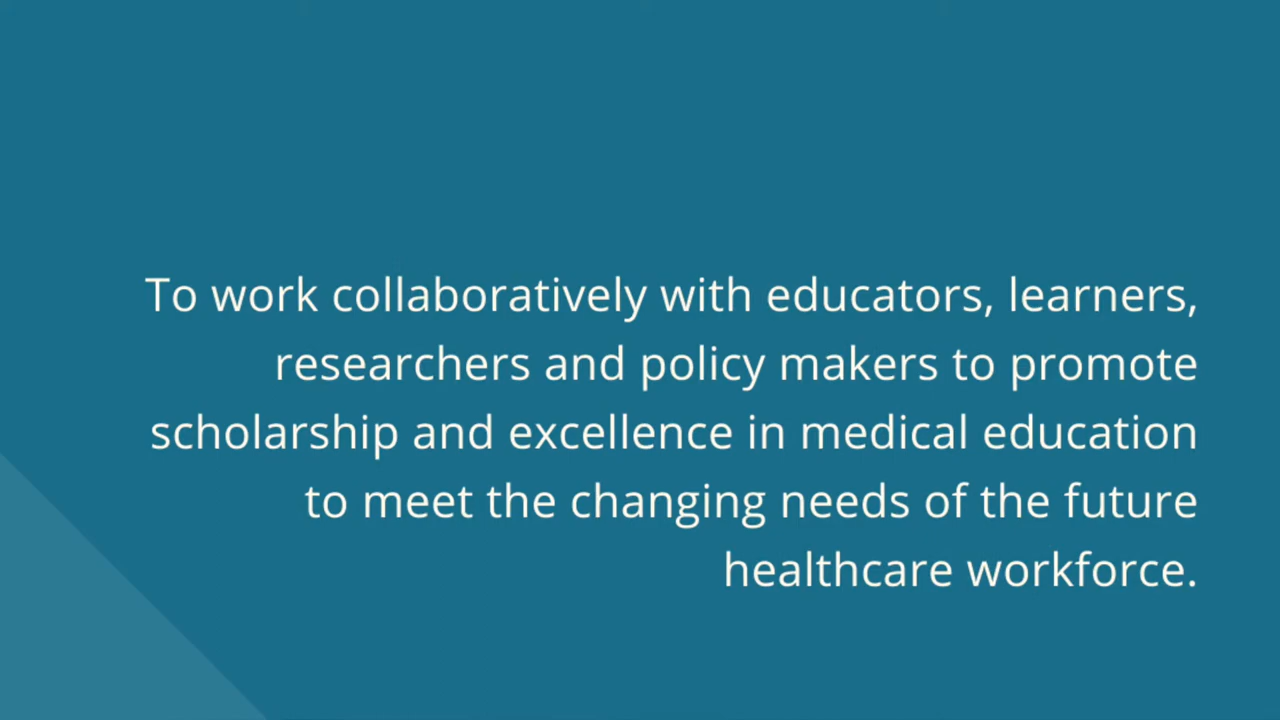 To work collaboratively with educators, learners,
researchers and policy makers to promote
scholarship and excellence in medical education
to meet the changing needs of the future
healthcare workforce.